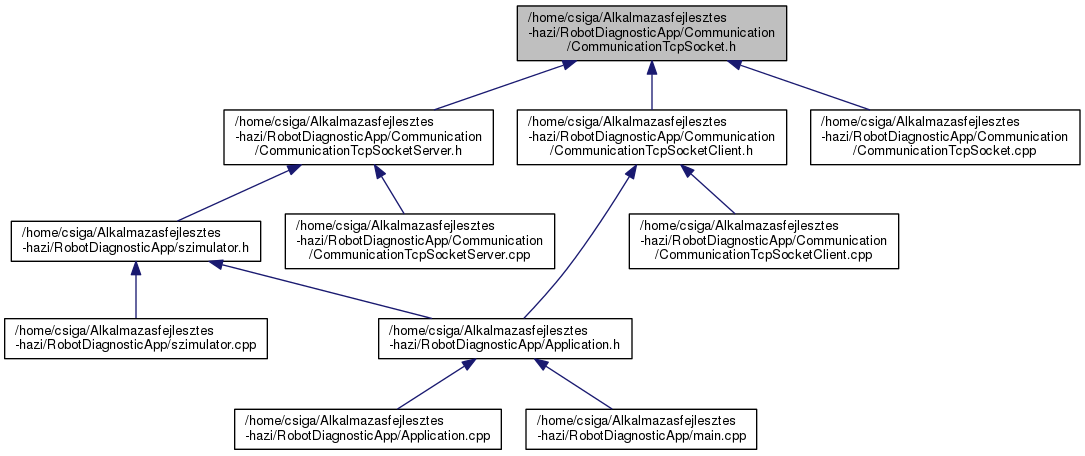 /home/csiga/Alkalmazasfejlesztes
-hazi/RobotDiagnosticApp/Communication
/CommunicationTcpSocket.h
/home/csiga/Alkalmazasfejlesztes
-hazi/RobotDiagnosticApp/Communication
/CommunicationTcpSocketServer.h
/home/csiga/Alkalmazasfejlesztes
-hazi/RobotDiagnosticApp/Communication
/CommunicationTcpSocketClient.h
/home/csiga/Alkalmazasfejlesztes
-hazi/RobotDiagnosticApp/Communication
/CommunicationTcpSocket.cpp
/home/csiga/Alkalmazasfejlesztes
-hazi/RobotDiagnosticApp/szimulator.h
/home/csiga/Alkalmazasfejlesztes
-hazi/RobotDiagnosticApp/Communication
/CommunicationTcpSocketServer.cpp
/home/csiga/Alkalmazasfejlesztes
-hazi/RobotDiagnosticApp/Communication
/CommunicationTcpSocketClient.cpp
/home/csiga/Alkalmazasfejlesztes
-hazi/RobotDiagnosticApp/szimulator.cpp
/home/csiga/Alkalmazasfejlesztes
-hazi/RobotDiagnosticApp/Application.h
/home/csiga/Alkalmazasfejlesztes
-hazi/RobotDiagnosticApp/Application.cpp
/home/csiga/Alkalmazasfejlesztes
-hazi/RobotDiagnosticApp/main.cpp